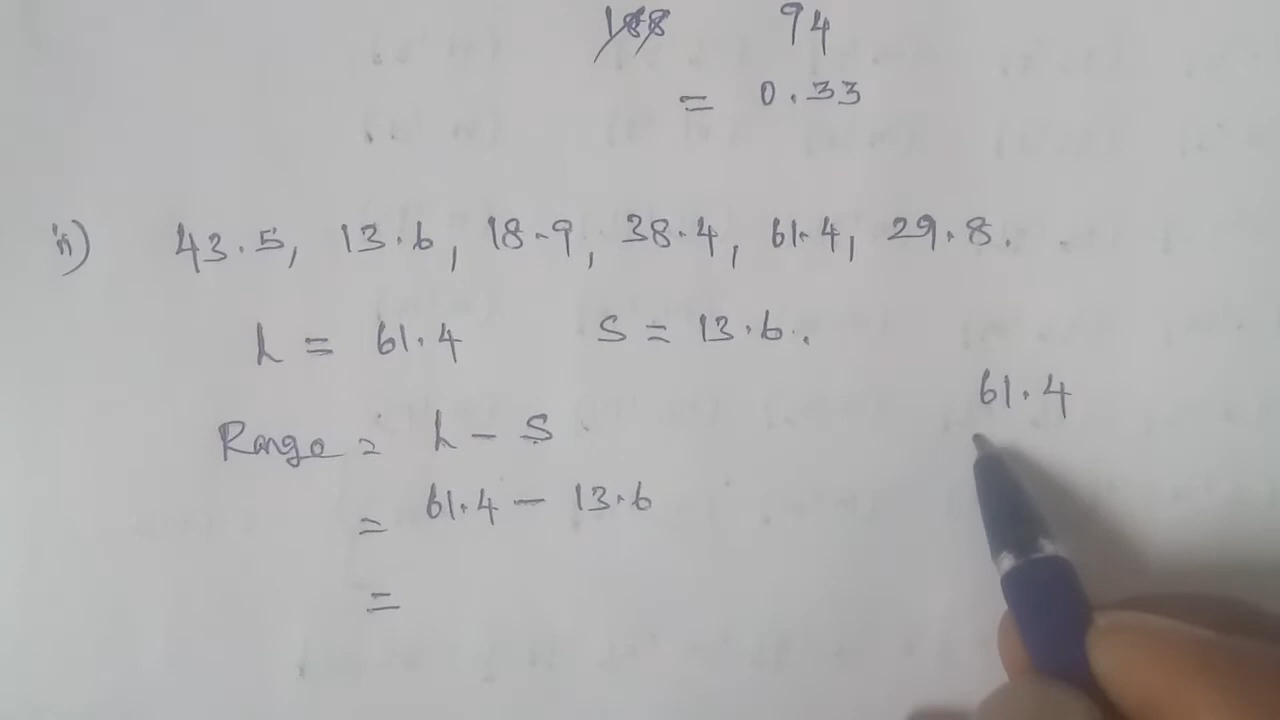 188 94
= 0.33
ii) 43.5, 13.6, 18.9, 38.4, 61.4, 29.8.
L = 61.4 S = 13.6.
61.4
Range = L - S
= 61.4 - 13.6
=